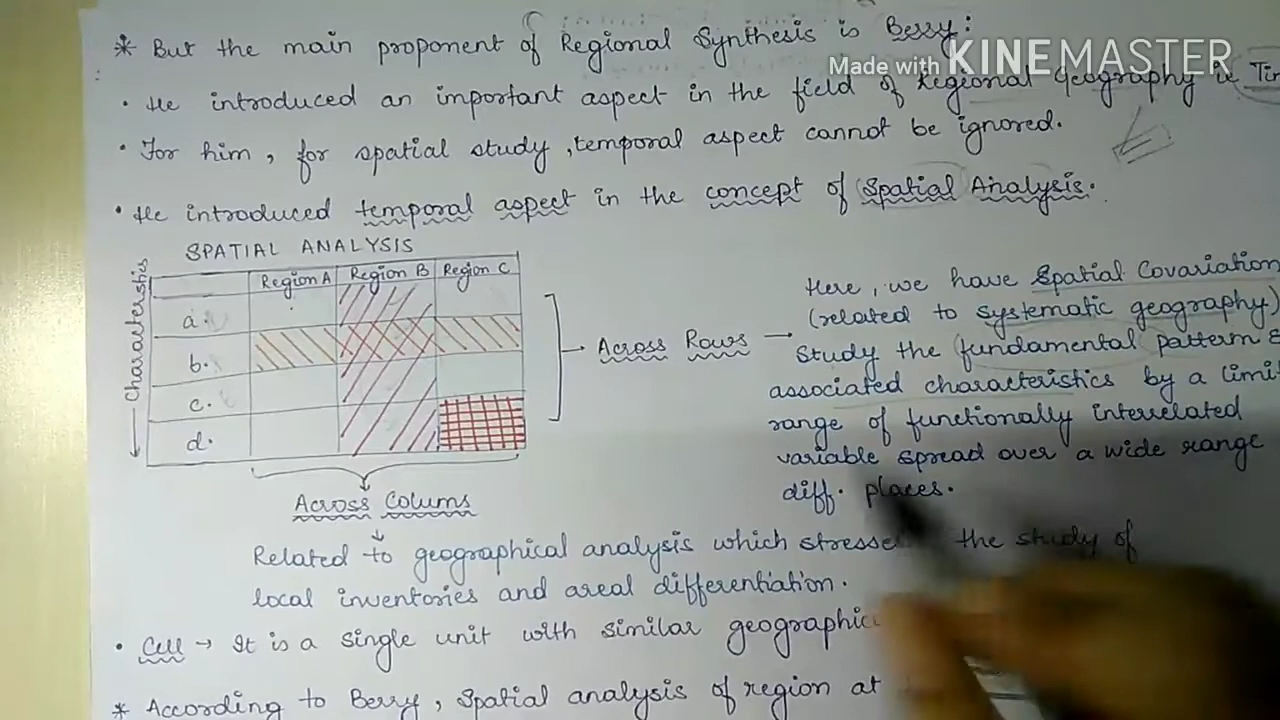 * But the main proponent of Regional Synthesis is Berry:
Made with KINEMASTER
• He introduced an important aspect in the field of Regional Geography is Tim
• For him, for spatial study, temporal aspect cannot be ignored.
• He introduced temporal aspect in the concept of Spatial Analysis.
SPATIAL ANALYSIS
Charateristic
Region A Region B Region C
a.
b.
c.
d.
Across Rows
Across Colums
Here, we have Spatial Covariation
(related to systematic geography)
Study the fundamental pattern &
associated characteristics by a limit
range of functionally interrelated
variable spread over a wide range
diff. places.
Related to geographical analysis which stresse the study of
local inventories and areal differentiation.
• Cell → It is a single unit with similar geographic
* According to Berry, Spatial analysis of region at